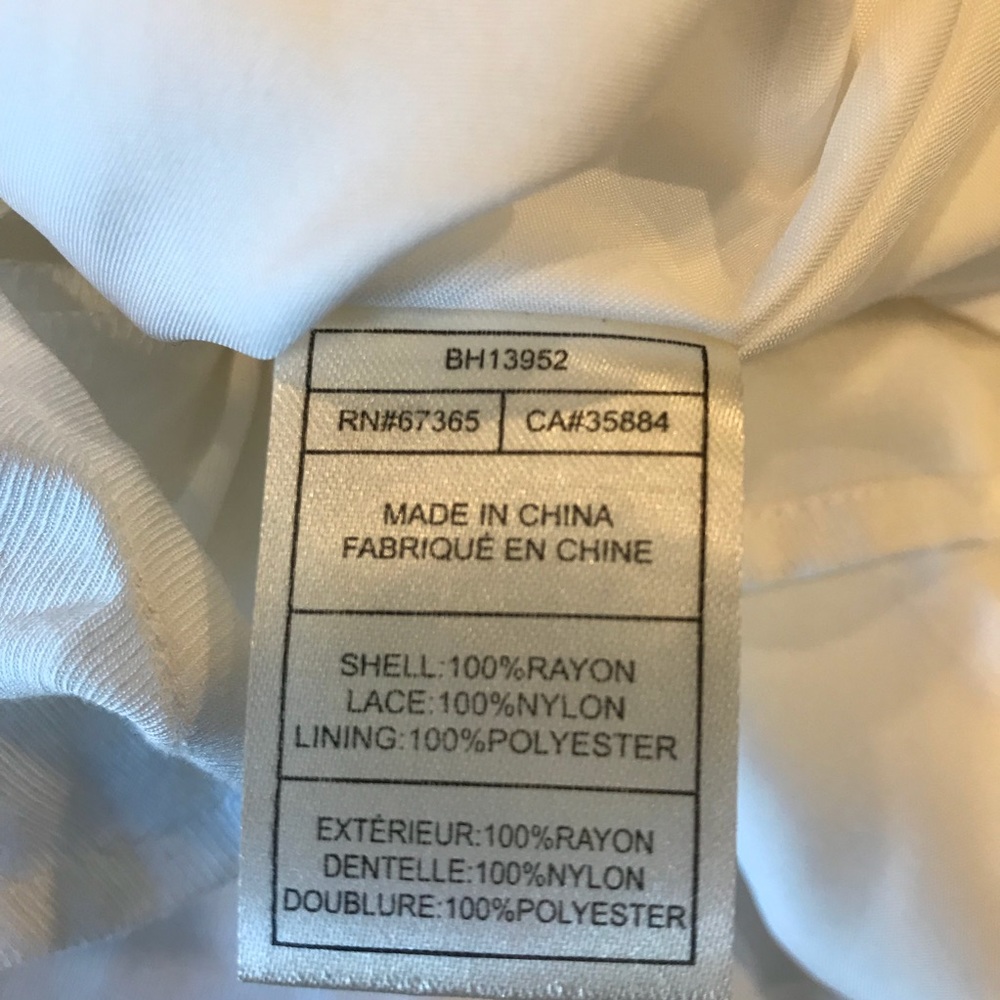 BH13952
RN#67365 CA#35884
MADE IN CHINA
FABRIQUÉ EN CHINE
SHELL:100%RAYON
LACE:100%NYLON
LINING:100%POLYESTER
EXTÉRIEUR:100%RAYON
DENTELLE:100%NYLON
DOUBLURE:100%POLYESTER